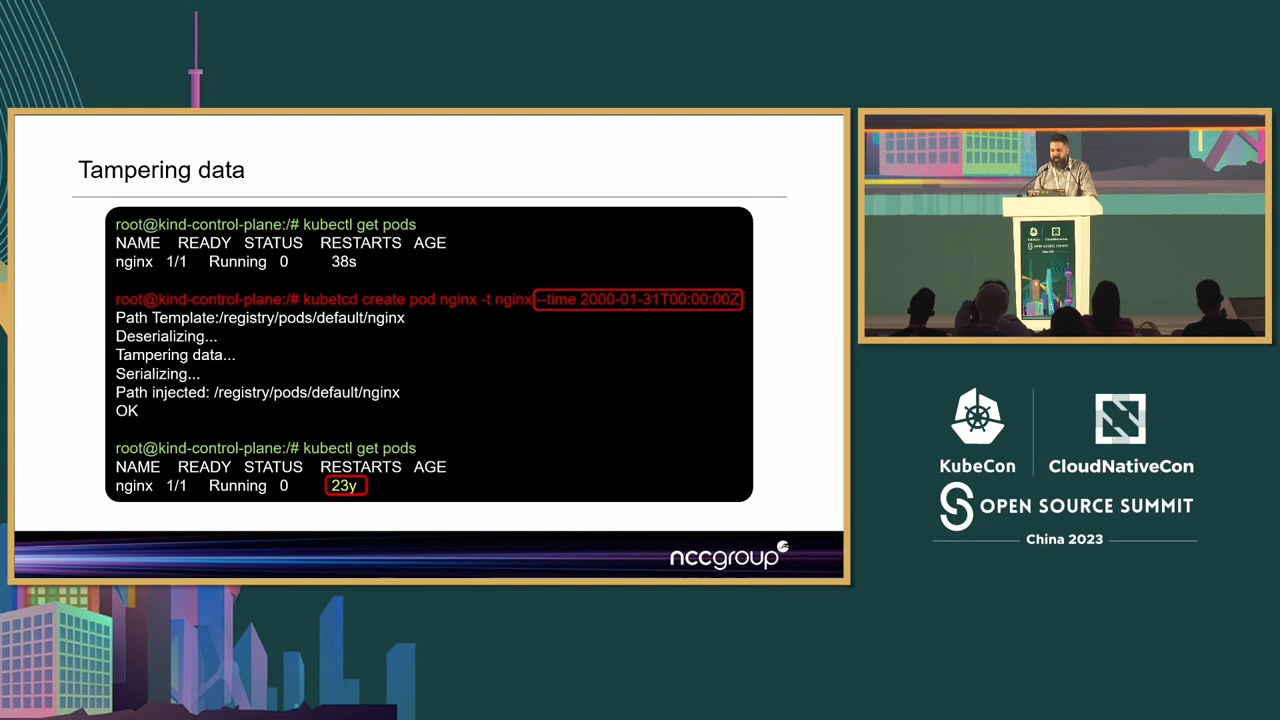 Tampering data
root@kind-control-plane:/# kubectl get pods
NAME READY STATUS RESTARTS AGE
nginx 1/1 Running 0 38s
root@kind-control-plane:/# kubetcd create pod nginx -t nginx --time 2000-01-31T00:00:00Z
Path Template:/registry/pods/default/nginx
Deserializing...
Tampering data...
Serializing...
Path injected: /registry/pods/default/nginx
OK
root@kind-control-plane:/# kubectl get pods
NAME READY STATUS RESTARTS AGE
nginx 1/1 Running 0 23y
nccgroup
KubeCon CloudNativeCon
OPEN SOURCE SUMMIT
China 2023